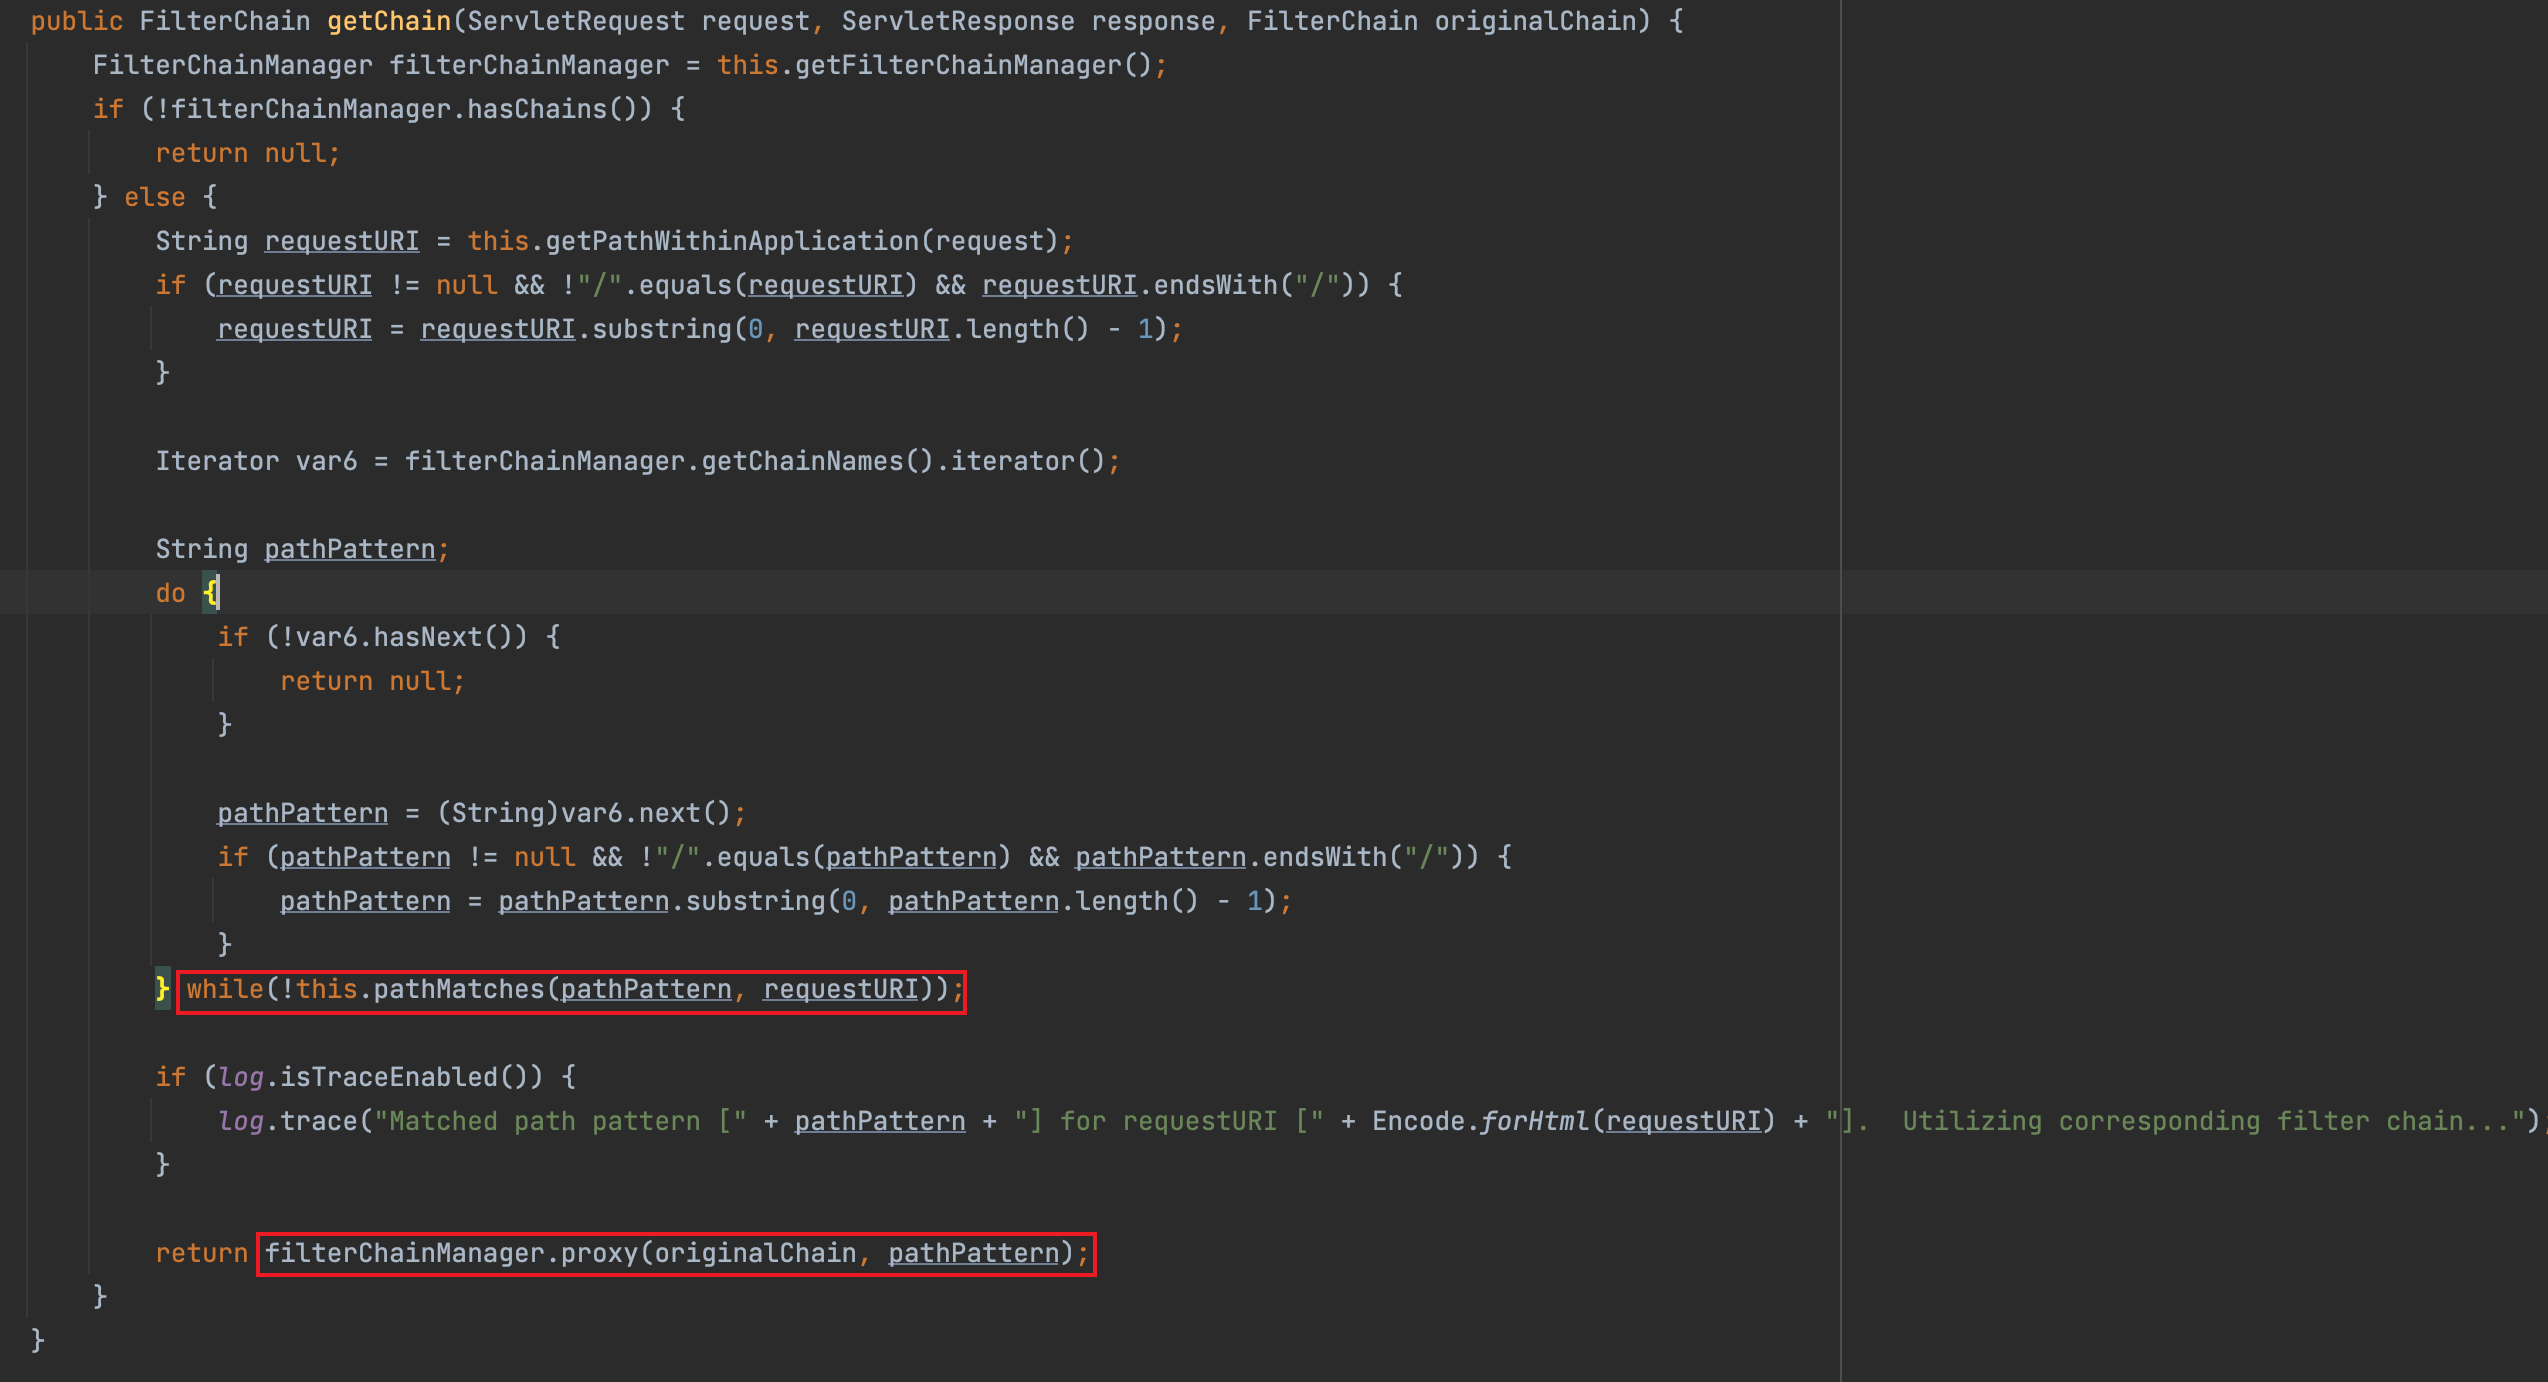 public FilterChain getChain(ServletRequest request, ServletResponse response, FilterChain originalChain) {
    FilterChainManager filterChainManager = this.getFilterChainManager();
    if (!filterChainManager.hasChains()) {
        return null;
    } else {
        String requestURI = this.getPathWithinApplication(request);
        if (requestURI != null && !"/".equals(requestURI) && requestURI.endsWith("/")) {
            requestURI = requestURI.substring(0, requestURI.length() - 1);
        }

        Iterator var6 = filterChainManager.getChainNames().iterator();

        String pathPattern;
        do {
            if (!var6.hasNext()) {
                return null;
            }

            pathPattern = (String)var6.next();
            if (pathPattern != null && !"/".equals(pathPattern) && pathPattern.endsWith("/")) {
                pathPattern = pathPattern.substring(0, pathPattern.length() - 1);
            }
        } while(!this.pathMatches(pathPattern, requestURI));

        if (log.isTraceEnabled()) {
            log.trace("Matched path pattern [" + pathPattern + "] for requestURI [" + Encode.forHtml(requestURI) + "].  Utilizing corresponding filter chain...");
        }

        return filterChainManager.proxy(originalChain, pathPattern);
    }
}